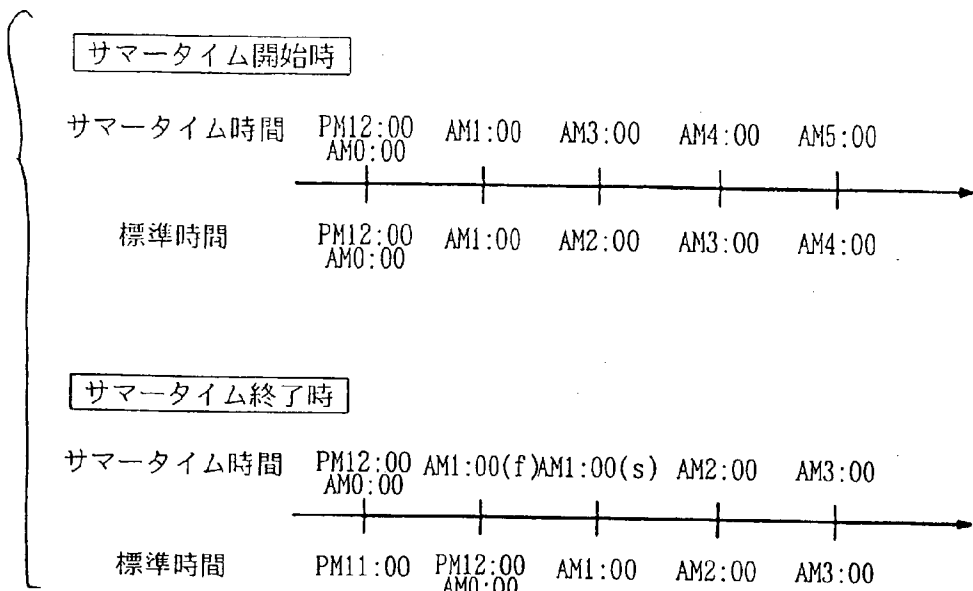 サマータイム開始時
サマータイム時間 PM12:00 AM1:00 AM3:00 AM4:00 AM5:00
AM0:00
標準時間 PM12:00 AM1:00 AM2:00 AM3:00 AM4:00
AM0:00
サマータイム終了時
サマータイム時間 PM12:00 AM1:00(f)AM1:00(s) AM2:00 AM3:00
AM0:00
標準時間 PM11:00 PM12:00 AM1:00 AM2:00 AM3:00
AM0:00